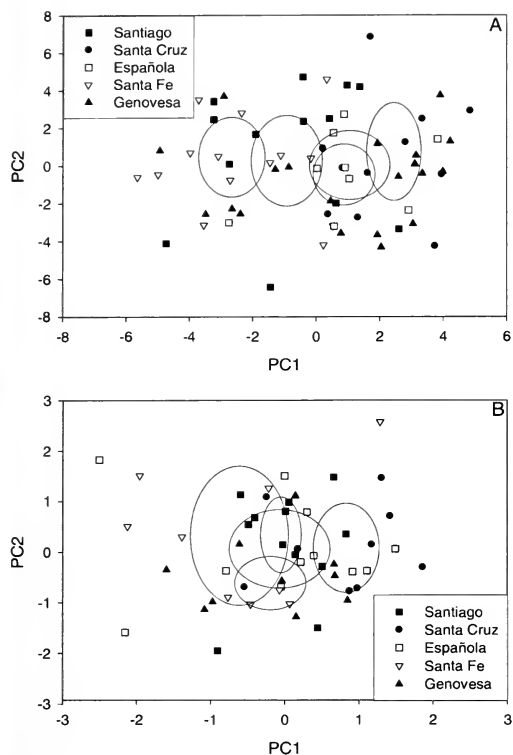 A
8
6
4
2
0
-2
-4
-6
-8
PC2
Santiago
Santa Cruz
Española
Santa Fe
Genovesa
-6 -4 -2 0 2 4 6
PC1
B
3
2
1
0
-1
-2
-3
PC2
Santiago
Santa Cruz
Española
Santa Fe
Genovesa
-3 -2 -1 0 1 2 3
PC1